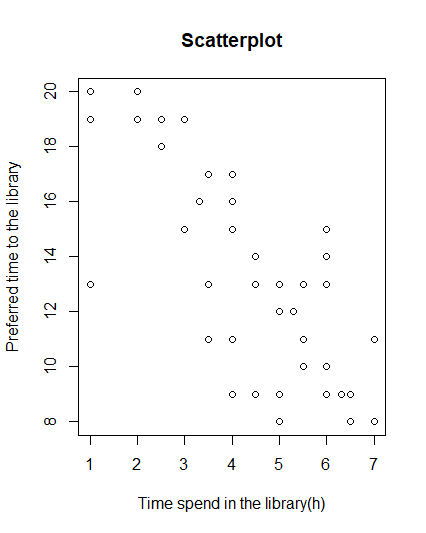 Scatterplot
Preferred time to the library
20
18
16
14
12
10
8
1 2 3 4 5 6 7
Time spend in the library(h)